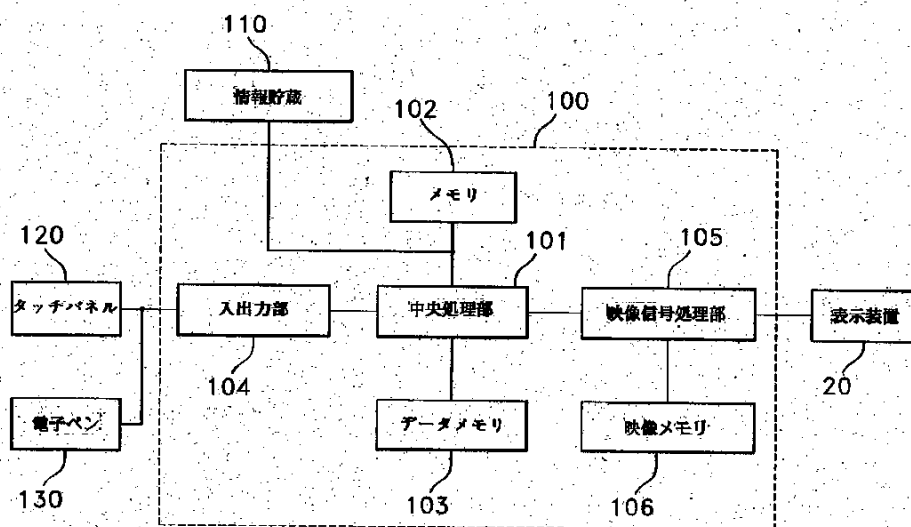 110
情報貯蔵
102
100
メモリ
120
101
105
タッチパネル
入出力部
中央処理部
映像信号処理部
表示装置
104
20
電子ペン
データメモリ
映像メモリ
130
103
106